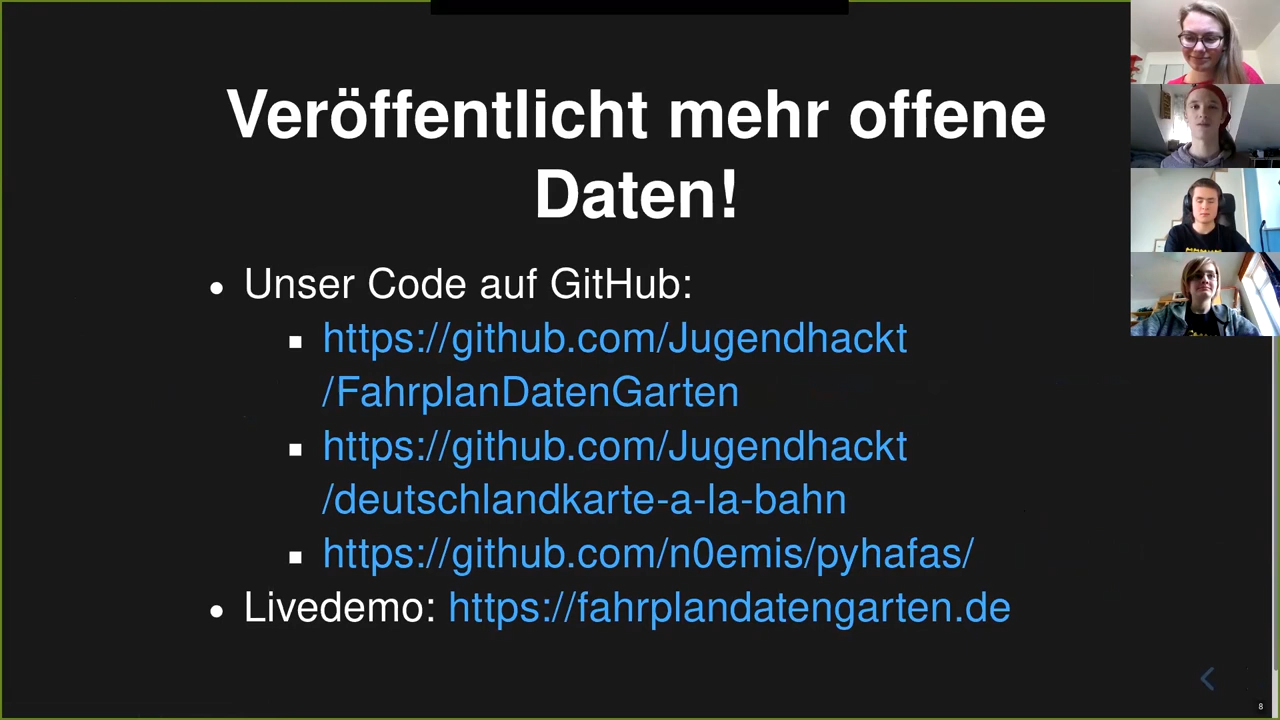 Veröffentlicht mehr offene
Daten!
Unser Code auf GitHub:
https://github.com/Jugendhackt
/FahrplanDatenGarten
https://github.com/Jugendhackt
/deutschlandkarte-a-la-bahn
https://github.com/n0emis/pyhafas/
Livedemo: https://fahrplandatengarten.de
8